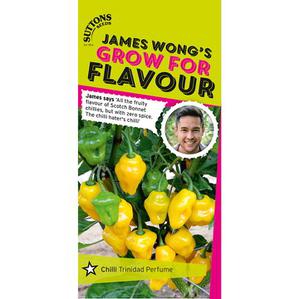 SUTTONS
SEEDS
JAMES WONG'S
GROW FOR
FLAVOUR
James says 'All the fruity
flavour of Scotch Bonnet
chillies, but with zero spice.
The chilli hater's chilli!'
Chilli Trinidad Perfume